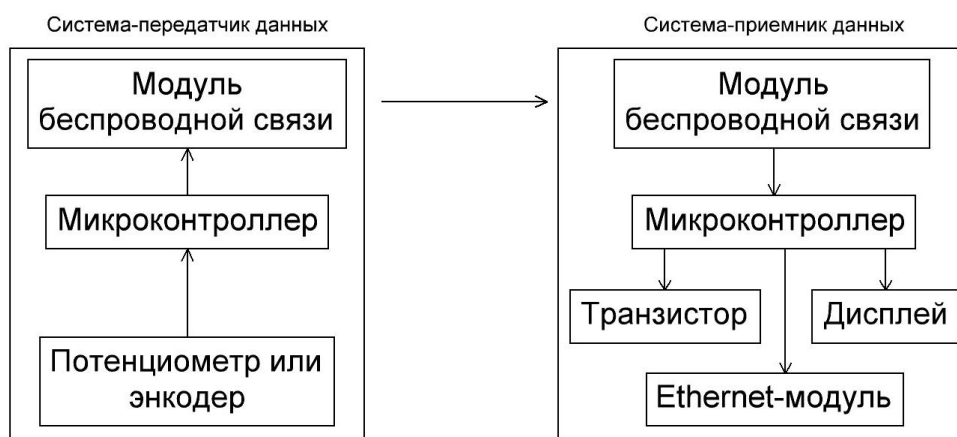 Система-передатчик данных
Модуль
беспроводной связи
Микроконтроллер
Потенциометр или
энкодер
Система-приемник данных
Модуль
беспроводной связи
Микроконтроллер
Транзистор
Дисплей
Ethernet-модуль